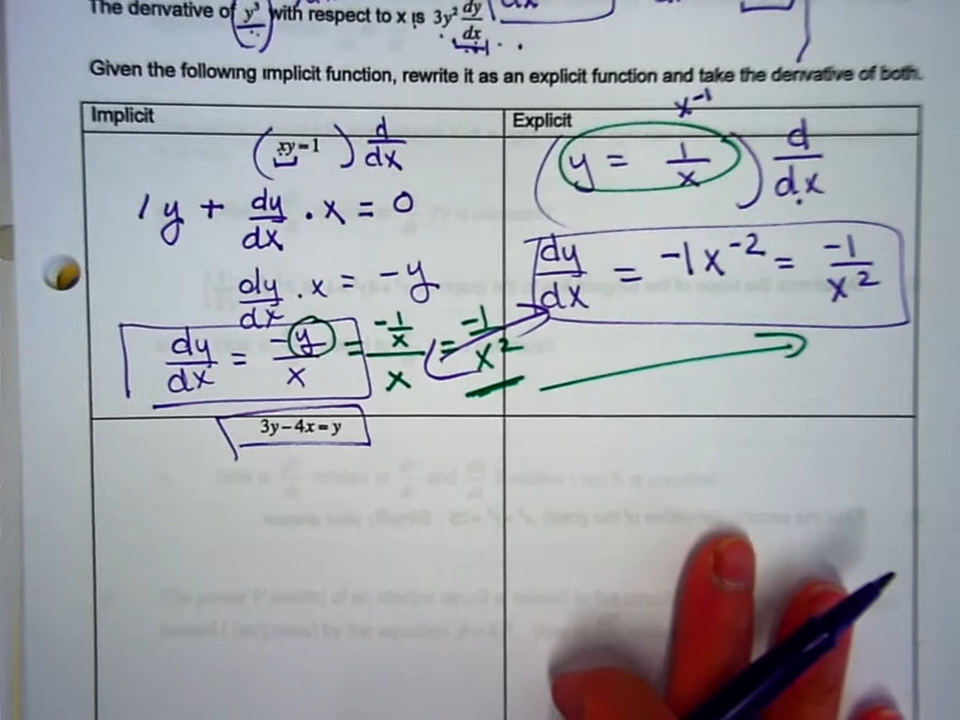 The derivative of y³ with respect to x is 3y² dy/dx
Given the following implicit function, rewrite it as an explicit function and take the derivative of both.
Implicit
(xy = 1) d/dx
1y + dy/dx · x = 0
dy/dx · x = -y
dy/dx = -y/x = (-1/x)/x = -1/x²
3y – 4x = y
Explicit
x⁻¹
(y = 1/x) d/dx
dy/dx = -1x⁻² = -1/x²